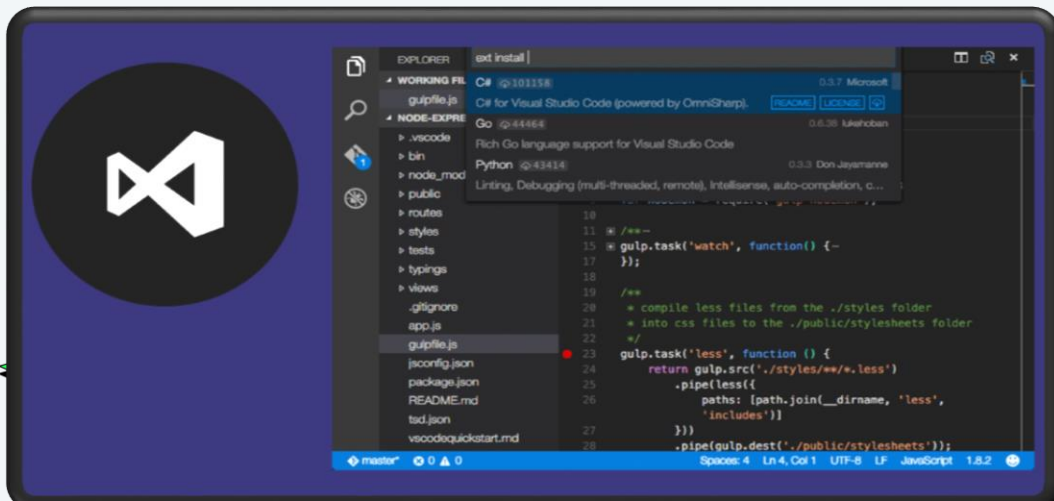 EXPLORER
WORKING FIL
gulpfile.js
NODE-EXPRE
.vscode
bin
node_mod
public
routes
styles
tests
typings
views
.gitignore
app.js
gulpfile.js
jsconfig.json
package.json
README.md
tsd.json
vscodequickstart.md
1
ext install
C# 101158 0.3.7 Microsoft
C# for Visual Studio Code (powered by OmniSharp). README LICENSE
Go 44464 0.6.38 lukehoban
Rich Go language support for Visual Studio Code
Python 43414 0.3.3 Don Jayamanne
Linting, Debugging (multi-threaded, remote), Intellisense, auto-completion, c...
10
11 /**
15 gulp.task('watch', function() {
17 });
18
19 /**
20 * compile less files from the ./styles folder
21 * into css files to the ./public/stylesheets folder
22 */
23 gulp.task('less', function () {
24 return gulp.src('./styles/**/*.less')
25 .pipe(less({
26 paths: [path.join(__dirname, 'less',
'includes')]
27 }))
28 .pipe(gulp.dest('./public/stylesheets'));
master* 0 0 Spaces: 4 Ln 4, Col 1 UTF-8 LF JavaScript 1.8.2